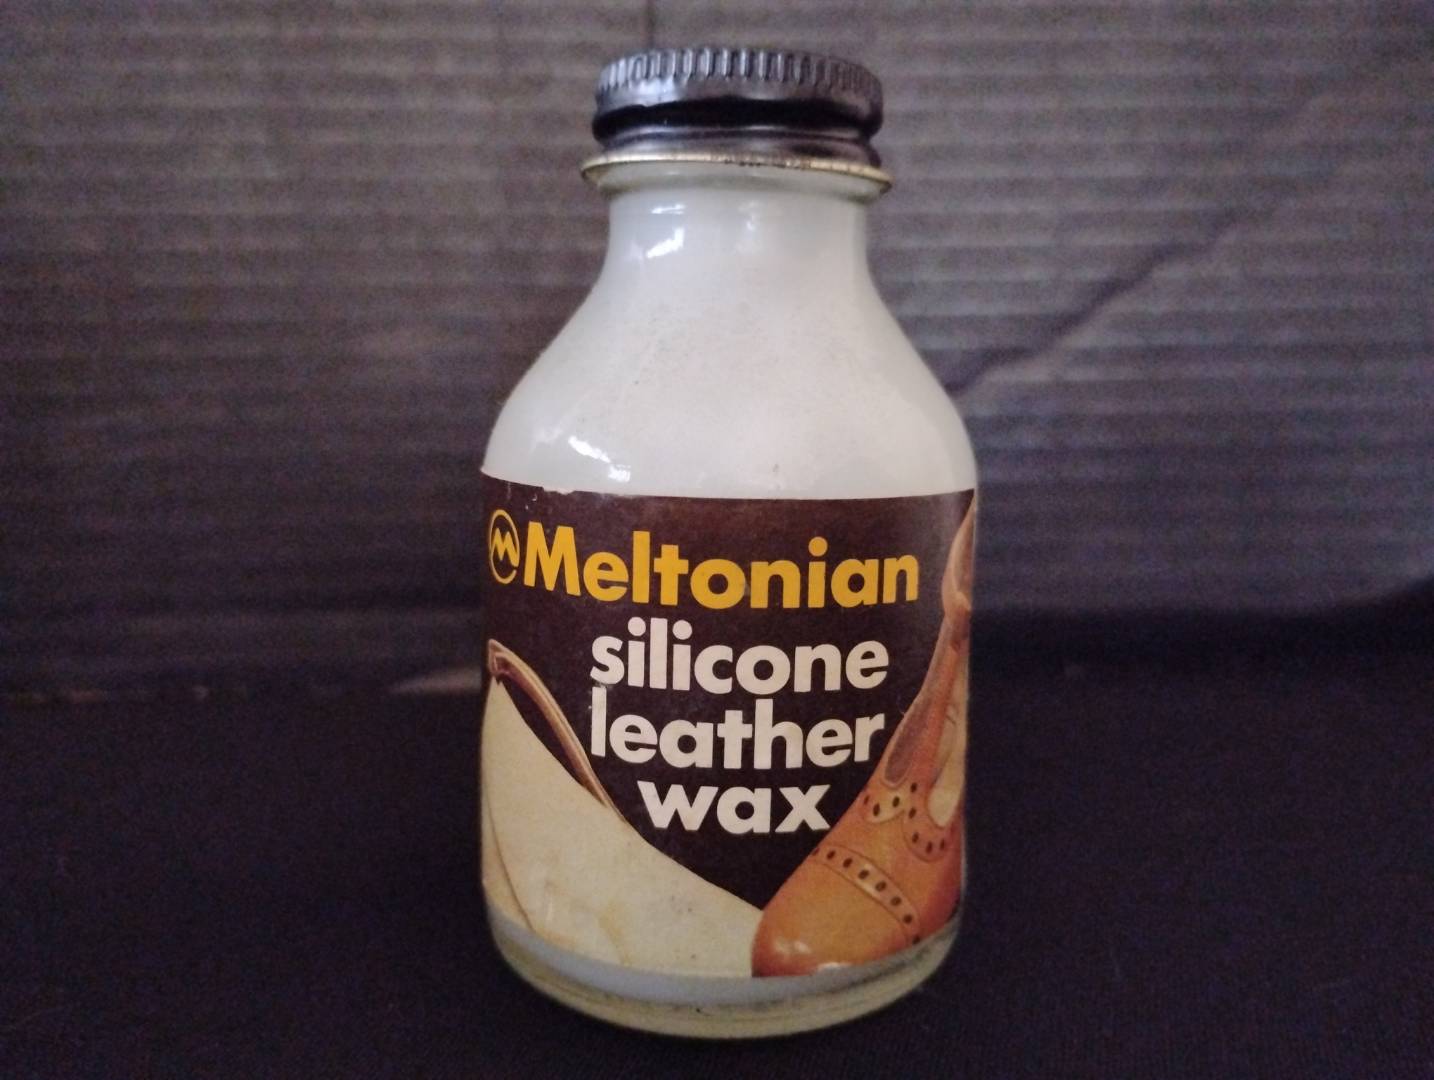 M Meltonian
silicone
leather
wax